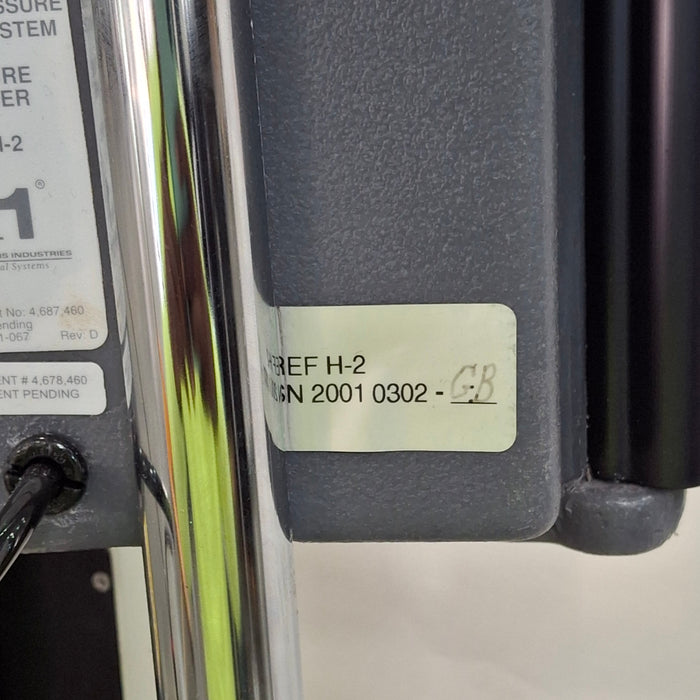 SSURE
STEM
RE
ER
H-2
®
S INDUSTRIES
al Systems
t No: 4,687,460
ending
1-067 Rev: D
ENT # 4,678,460
ENT PENDING
REF H-2
SN 2001 0302 - GB